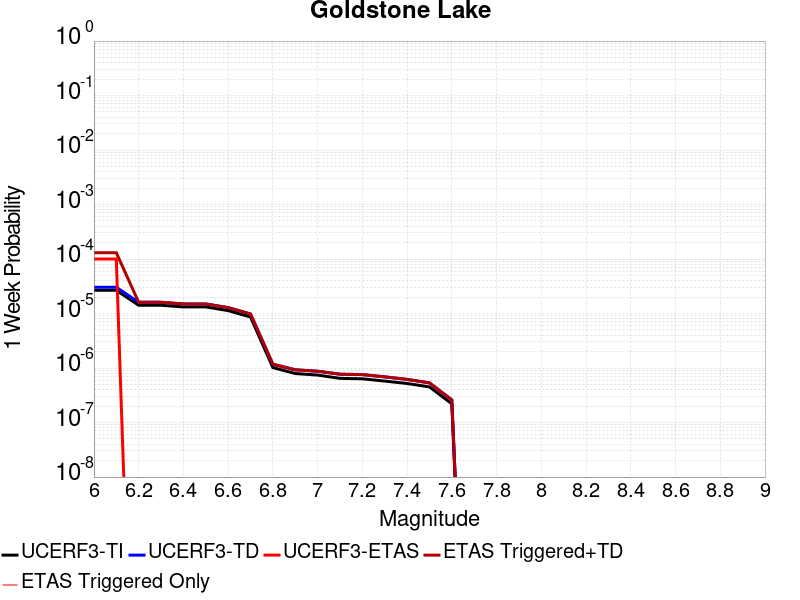 Goldstone Lake
10^0
10^-1
10^-2
10^-3
10^-4
10^-5
10^-6
10^-7
10^-8
1 Week Probability
6 6.2 6.4 6.6 6.8 7 7.2 7.4 7.6 7.8 8 8.2 8.4 8.6 8.8 9
Magnitude
UCERF3-TI UCERF3-TD UCERF3-ETAS ETAS Triggered+TD
ETAS Triggered Only